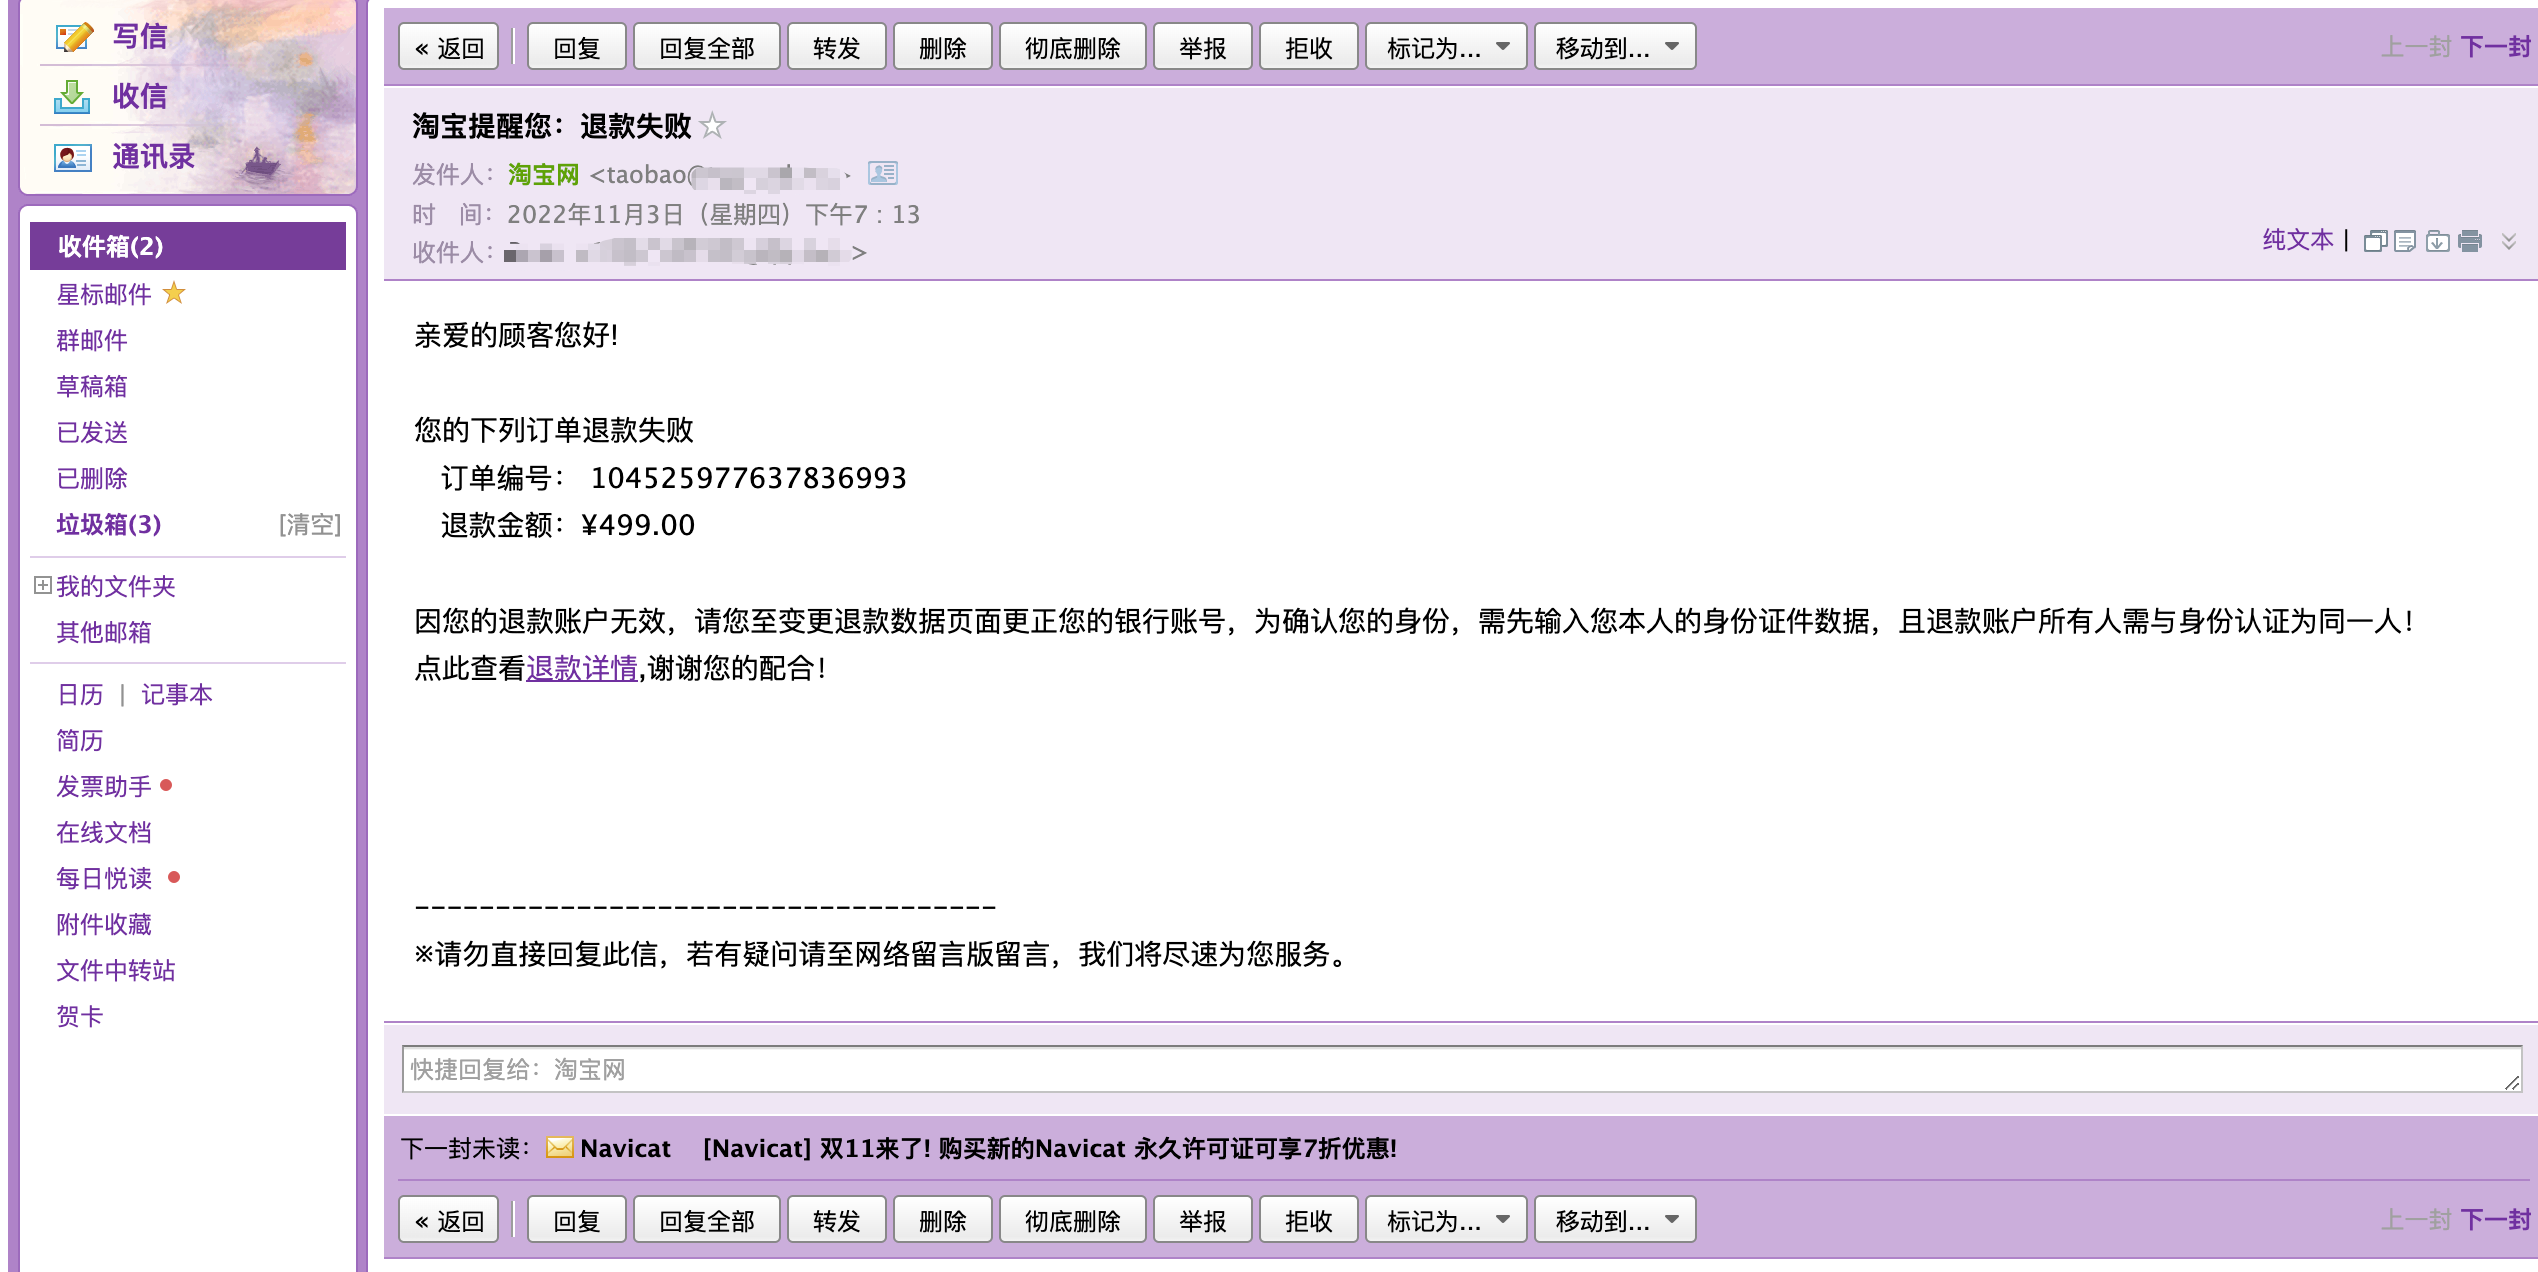 写信
收信
通讯录
收件箱(2)
星标邮件
群邮件
草稿箱
已发送
已删除
垃圾箱(3) [清空]
我的文件夹
其他邮箱
日历 | 记事本
简历
发票助手
在线文档
每日悦读
附件收藏
文件中转站
贺卡
« 返回 回复 回复全部 转发 删除 彻底删除 举报 拒收 标记为... 移动到... 上一封 下一封
淘宝提醒您：退款失败
发件人：淘宝网 <taobao@
时 间：2022年11月3日（星期四）下午7：13
收件人： >
纯文本 |
亲爱的顾客您好!
您的下列订单退款失败
订单编号： 104525977637836993
退款金额：¥499.00
因您的退款账户无效，请您至变更退款数据页面更正您的银行账号，为确认您的身份，需先输入您本人的身份证件数据，且退款账户所有人需与身份认证为同一人！
点此查看退款详情,谢谢您的配合！
------------------------------------
※请勿直接回复此信，若有疑问请至网络留言版留言，我们将尽速为您服务。
快捷回复给：淘宝网
下一封未读： Navicat [Navicat] 双11来了! 购买新的Navicat 永久许可证可享7折优惠!
« 返回 回复 回复全部 转发 删除 彻底删除 举报 拒收 标记为... 移动到... 上一封 下一封